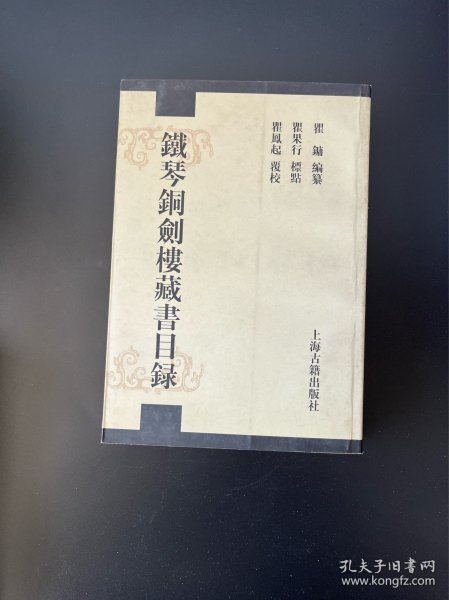 瞿鏞 編纂
瞿果行 標點
瞿鳳起 覆校
鐵琴銅劍樓藏書目録
上海古籍出版社
孔夫子旧书网
www.kongfz.com